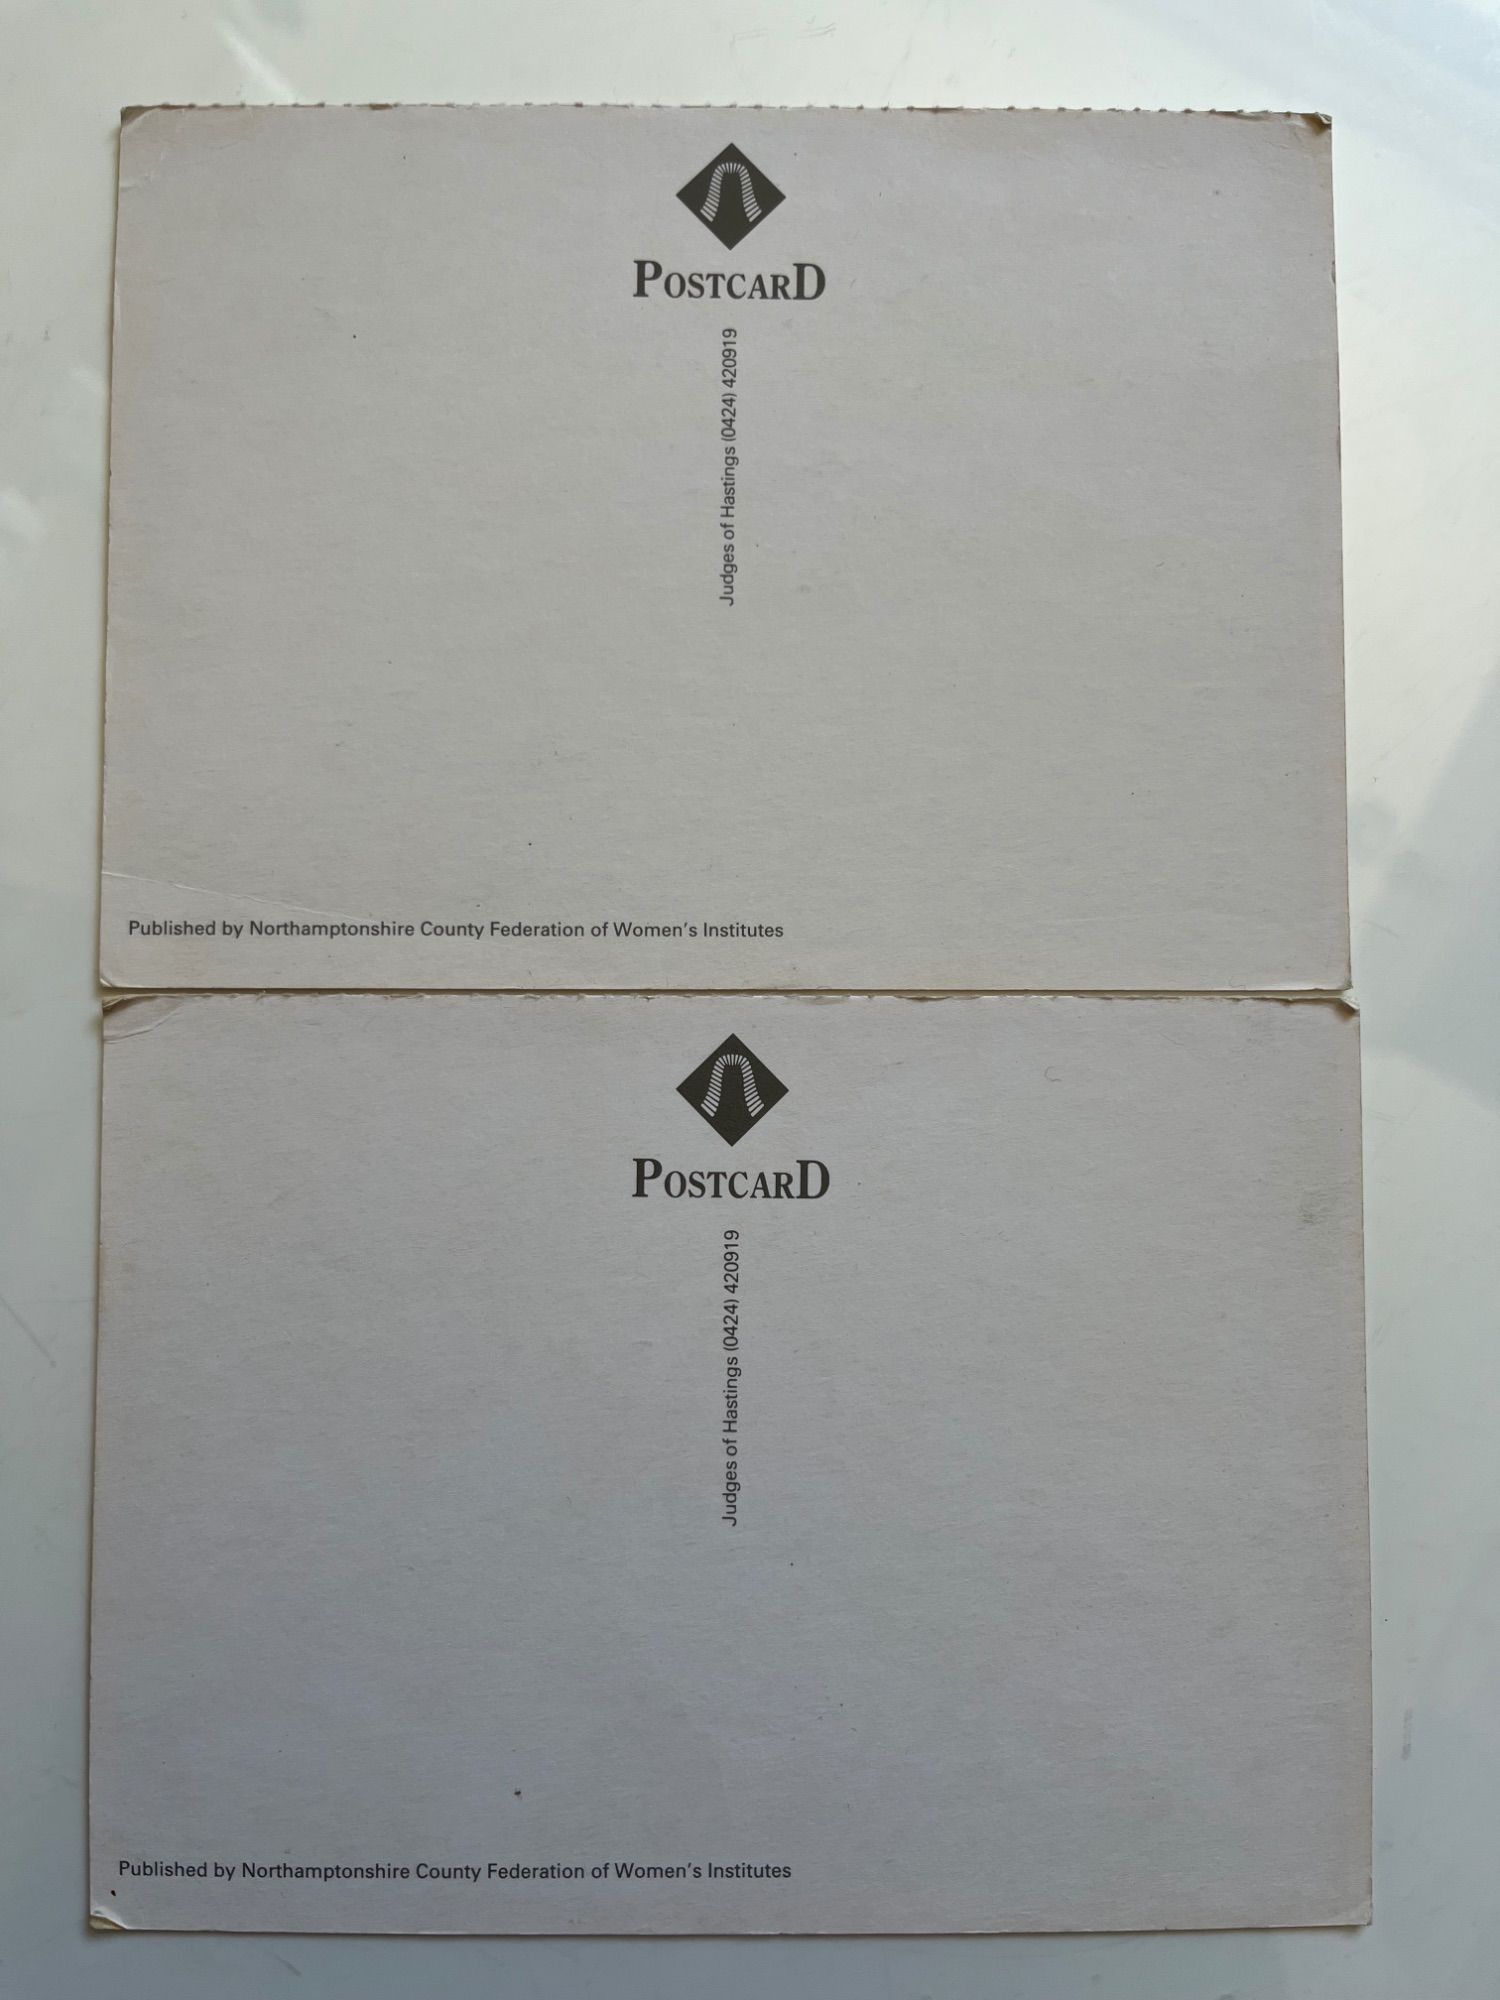 POSTCARD
Judges of Hastings (0424) 420919
Published by Northamptonshire County Federation of Women's Institutes
POSTCARD
Judges of Hastings (0424) 420919
Published by Northamptonshire County Federation of Women's Institutes